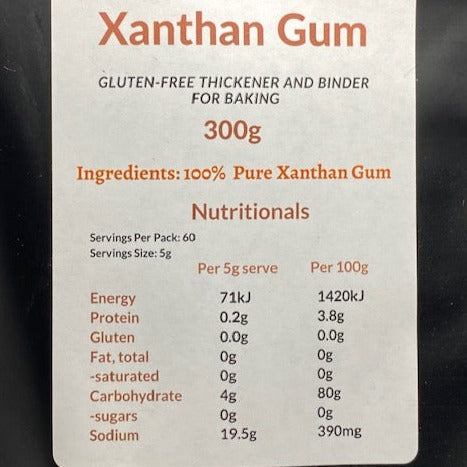 Xanthan Gum
GLUTEN-FREE THICKENER AND BINDER
FOR BAKING
300g
Ingredients: 100% Pure Xanthan Gum
Nutritionals
Servings Per Pack: 60
Servings Size: 5g
Per 5g serve Per 100g
Energy 71kJ 1420kJ
Protein 0.2g 3.8g
Gluten 0.0g 0.0g
Fat, total 0g 0g
-saturated 0g 0g
Carbohydrate 4g 80g
-sugars 0g 0g
Sodium 19.5g 390mg